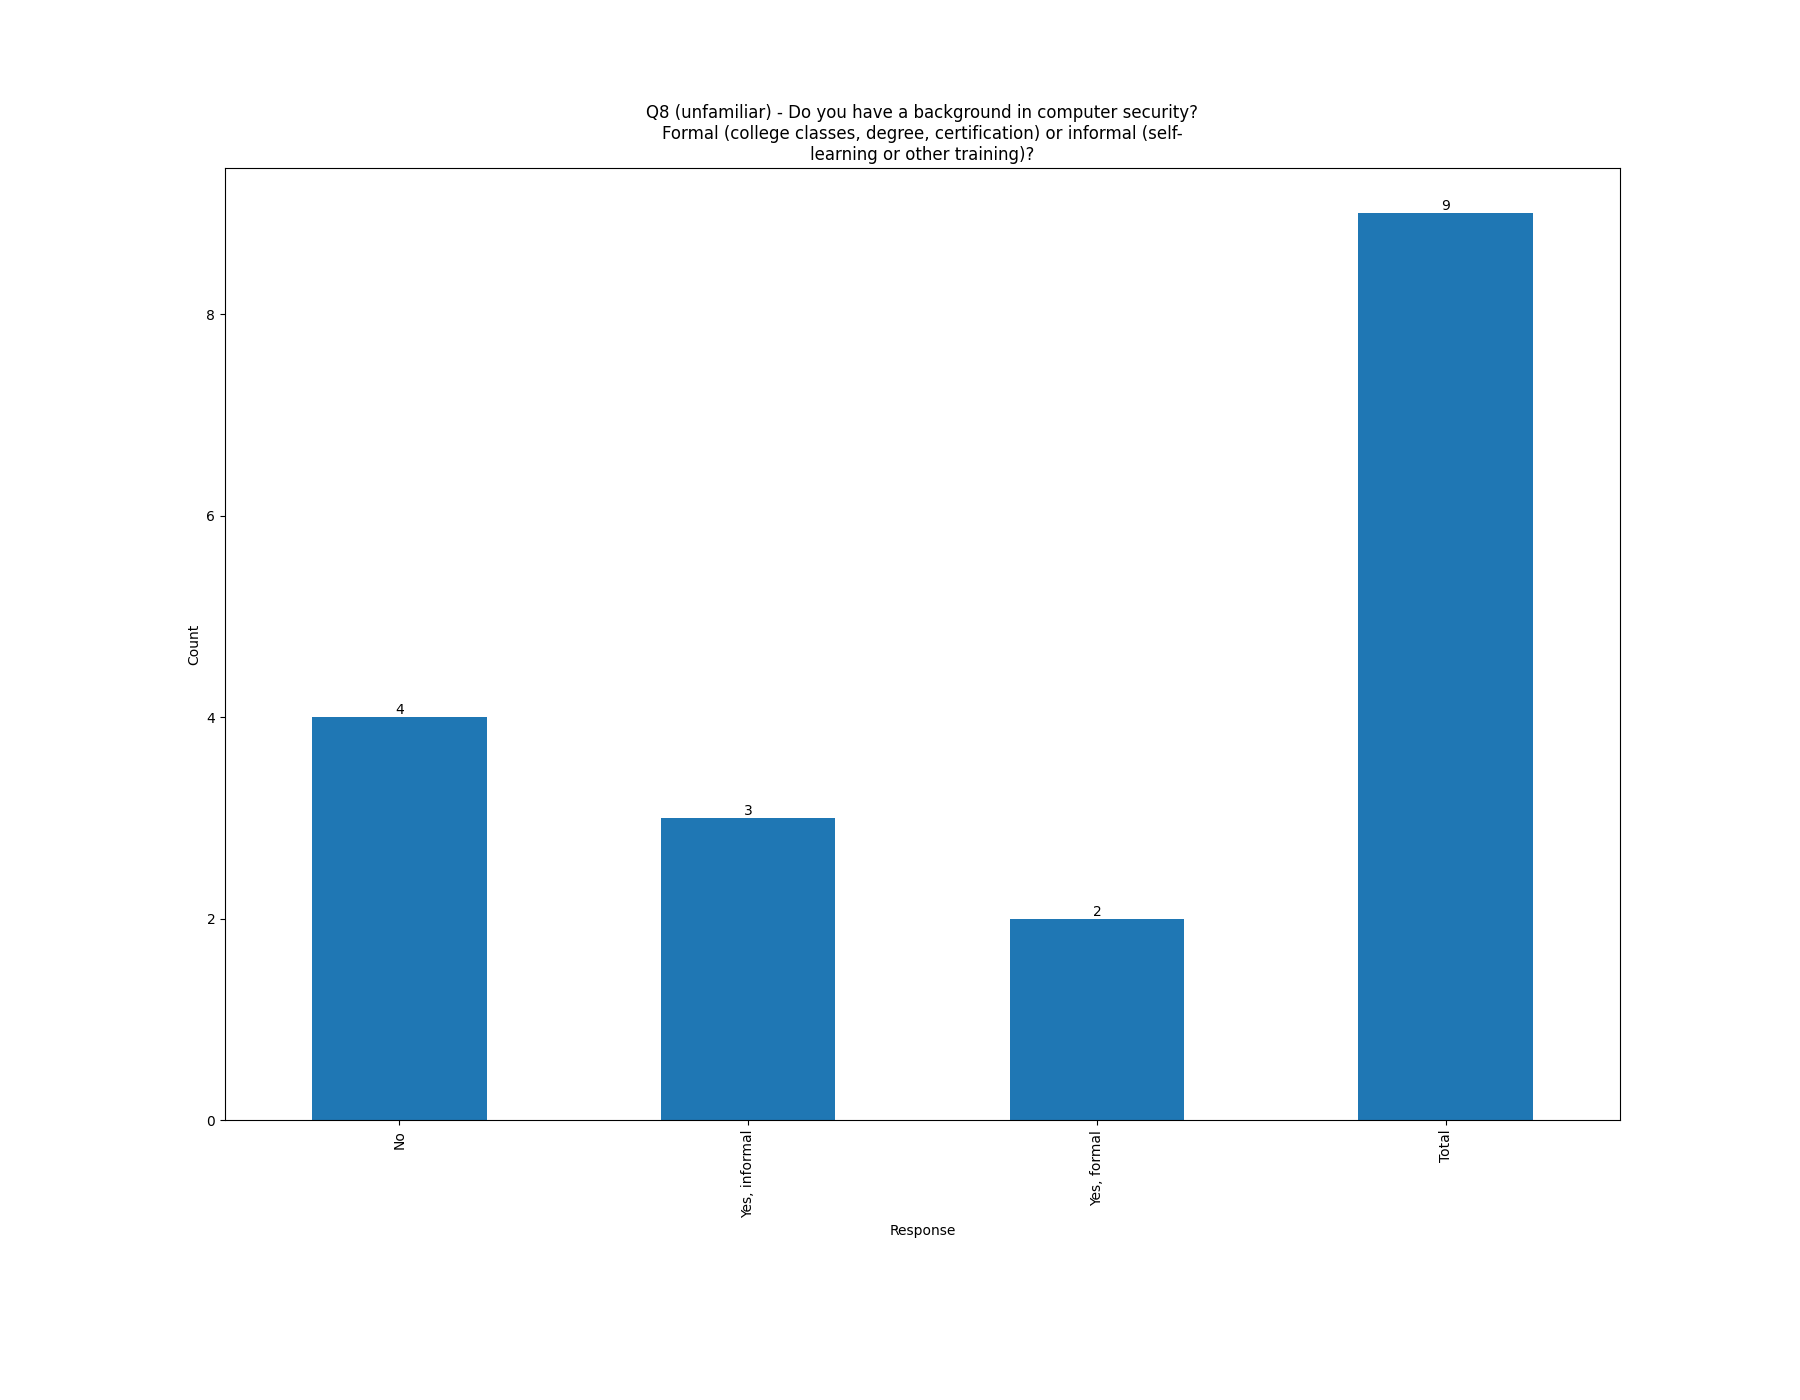 Q8 (unfamiliar) - Do you have a background in computer security?
Formal (college classes, degree, certification) or informal (self-
learning or other training)?
9
8
6
Count
4
4
3
2
2
0
No
Yes, informal
Yes, formal
Total
Response